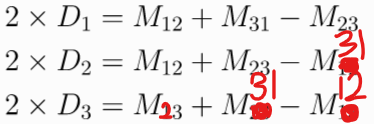 2 × D₁ = M₁₂ + M₃₁ − M₂₃
2 × D₂ = M₁₂ + M₂₃ − M₃₁
2 × D₃ = M₂₃ + M₃₁ − M₁₂